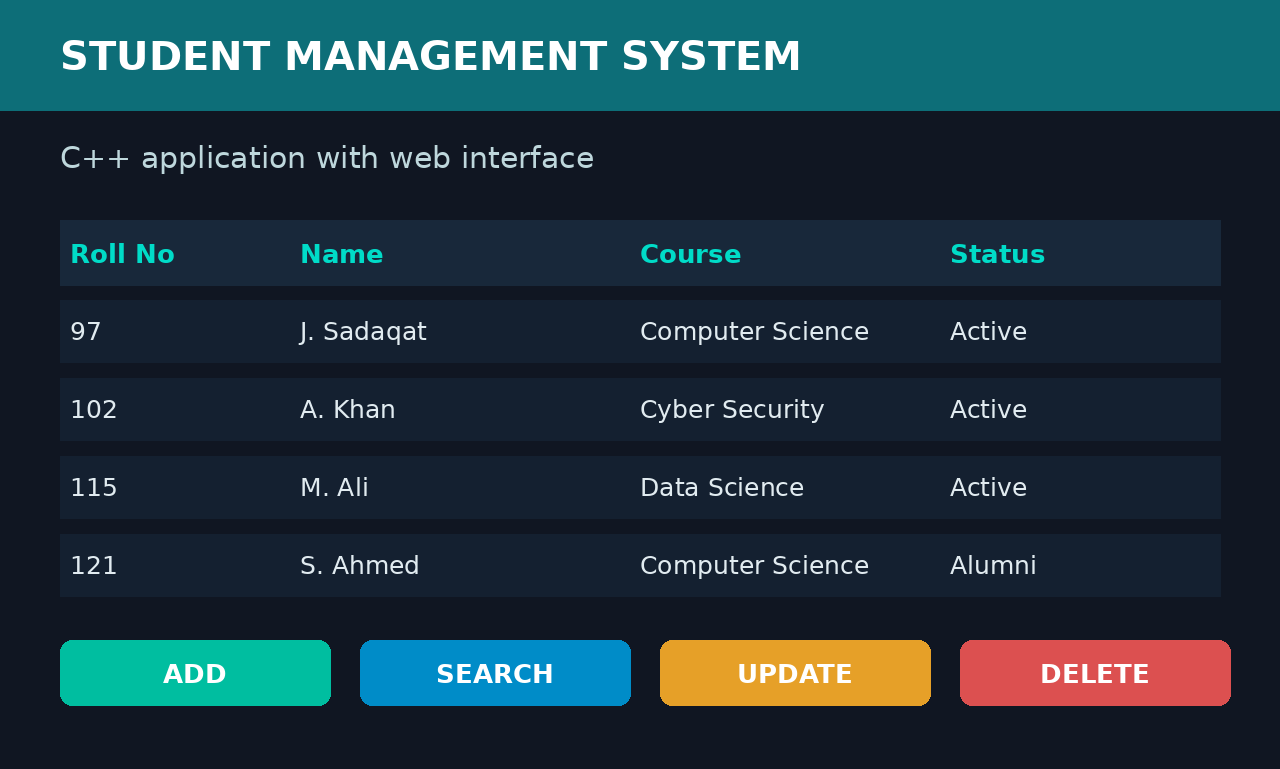 STUDENT MANAGEMENT SYSTEM
C++ application with web interface
Roll No Name Course Status
97 J. Sadaqat Computer Science Active
102 A. Khan Cyber Security Active
115 M. Ali Data Science Active
121 S. Ahmed Computer Science Alumni
ADD SEARCH UPDATE DELETE